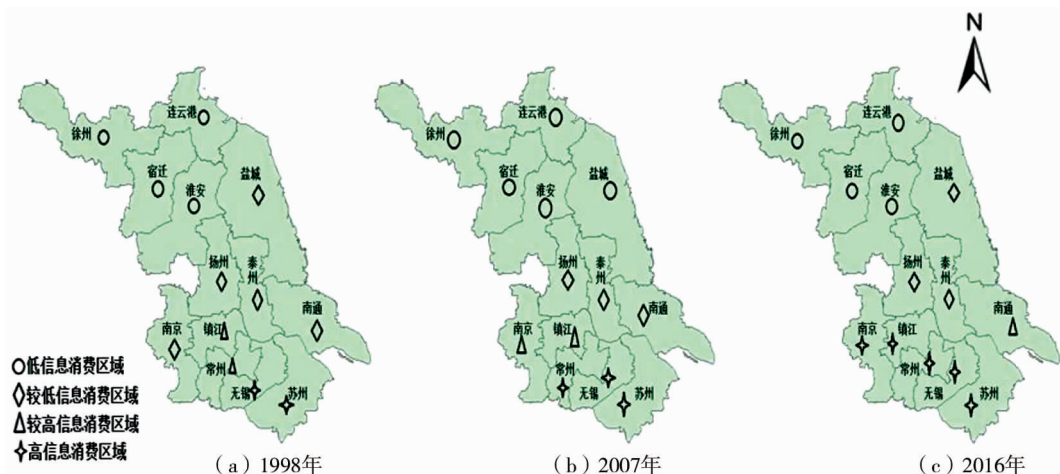 N
连云港
徐州
宿迁
淮安
盐城
扬州
泰州
南通
南京
镇江
常州
无锡
苏州
连云港
徐州
宿迁
淮安
盐城
扬州
泰州
南通
南京
镇江
常州
无锡
苏州
连云港
徐州
宿迁
淮安
盐城
扬州
泰州
南通
南京
镇江
常州
无锡
苏州
低信息消费区域
较低信息消费区域
较高信息消费区域
高信息消费区域
(a)1998年
(b)2007年
(c)2016年